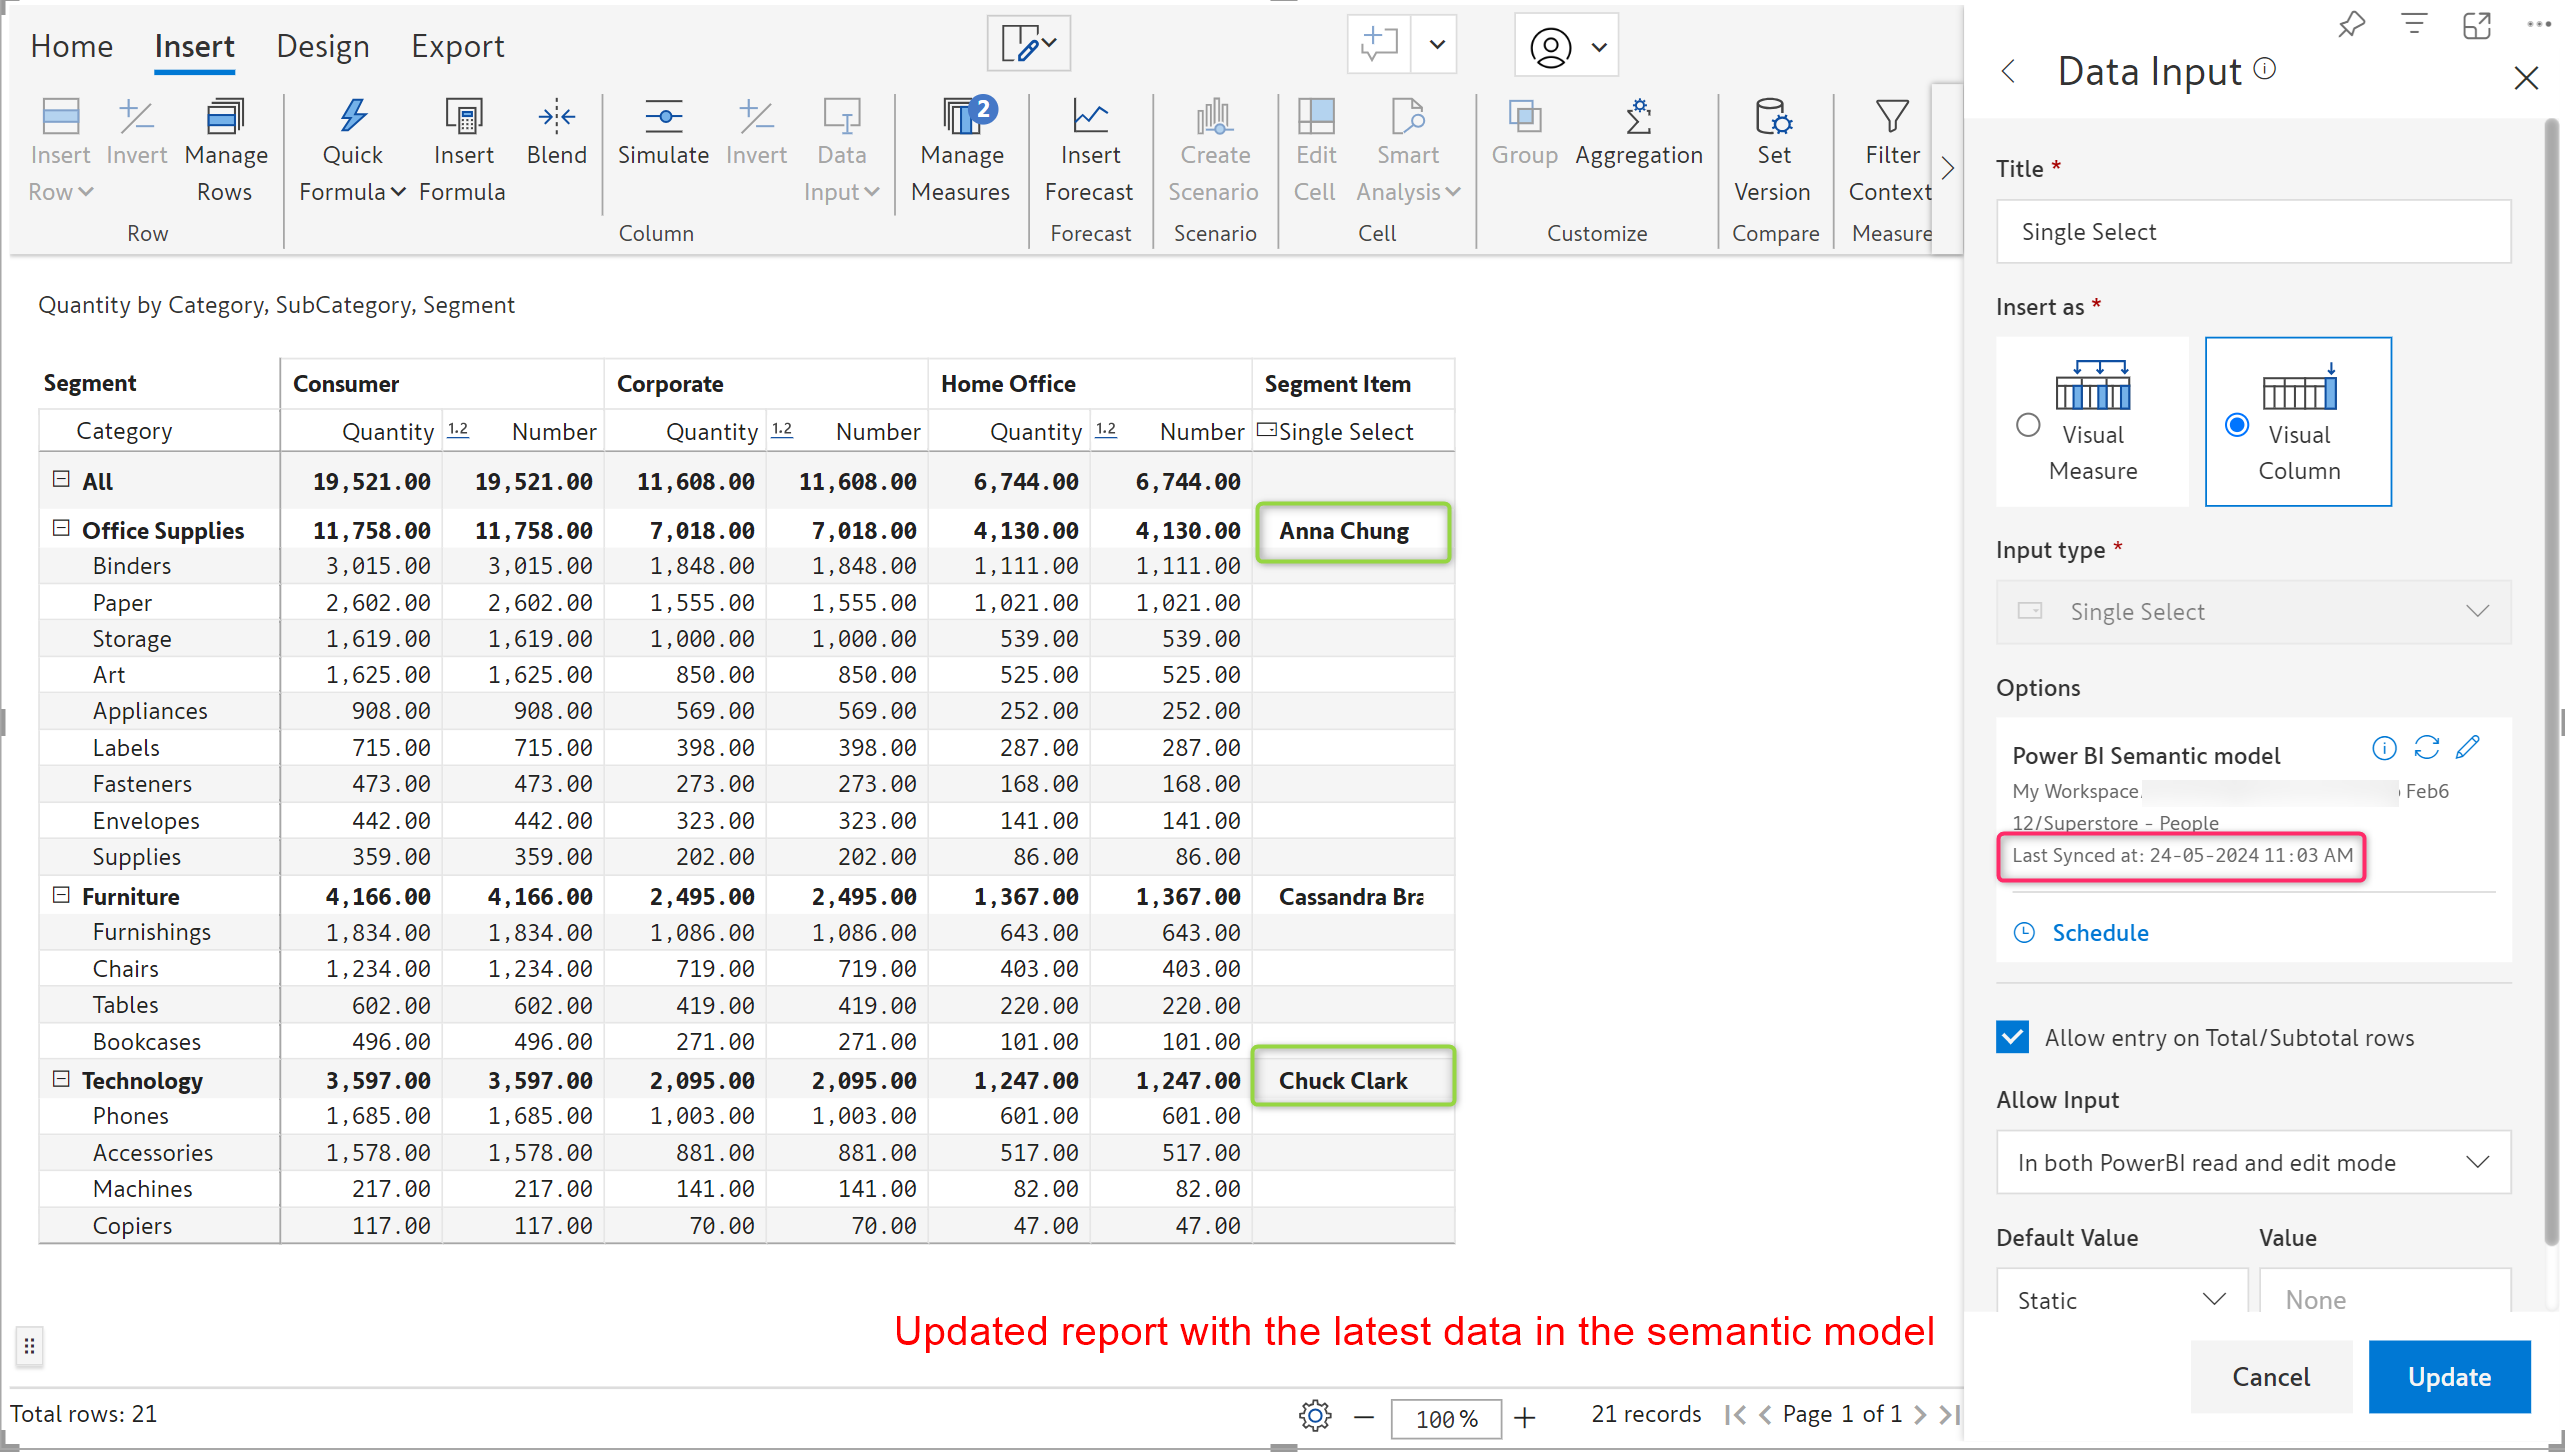 Home Insert Design Export
Insert Row Invert Manage Rows Quick Formula Insert Formula Blend Simulate Invert Data Input Manage Measures 2 Insert Forecast Create Scenario Edit Cell Smart Analysis Group Aggregation Set Version Filter Context
Row Column Forecast Scenario Cell Customize Compare Measure
Quantity by Category, SubCategory, Segment
Segment Consumer Corporate Home Office Segment Item
Category Quantity 1.2 Number Quantity 1.2 Number Quantity 1.2 Number Single Select
All 19,521.00 19,521.00 11,608.00 11,608.00 6,744.00 6,744.00
Office Supplies 11,758.00 11,758.00 7,018.00 7,018.00 4,130.00 4,130.00 Anna Chung
Binders 3,015.00 3,015.00 1,848.00 1,848.00 1,111.00 1,111.00
Paper 2,602.00 2,602.00 1,555.00 1,555.00 1,021.00 1,021.00
Storage 1,619.00 1,619.00 1,000.00 1,000.00 539.00 539.00
Art 1,625.00 1,625.00 850.00 850.00 525.00 525.00
Appliances 908.00 908.00 569.00 569.00 252.00 252.00
Labels 715.00 715.00 398.00 398.00 287.00 287.00
Fasteners 473.00 473.00 273.00 273.00 168.00 168.00
Envelopes 442.00 442.00 323.00 323.00 141.00 141.00
Supplies 359.00 359.00 202.00 202.00 86.00 86.00
Furniture 4,166.00 4,166.00 2,495.00 2,495.00 1,367.00 1,367.00 Cassandra Bra
Furnishings 1,834.00 1,834.00 1,086.00 1,086.00 643.00 643.00
Chairs 1,234.00 1,234.00 719.00 719.00 403.00 403.00
Tables 602.00 602.00 419.00 419.00 220.00 220.00
Bookcases 496.00 496.00 271.00 271.00 101.00 101.00
Technology 3,597.00 3,597.00 2,095.00 2,095.00 1,247.00 1,247.00 Chuck Clark
Phones 1,685.00 1,685.00 1,003.00 1,003.00 601.00 601.00
Accessories 1,578.00 1,578.00 881.00 881.00 517.00 517.00
Machines 217.00 217.00 141.00 141.00 82.00 82.00
Copiers 117.00 117.00 70.00 70.00 47.00 47.00
Updated report with the latest data in the semantic model
Total rows: 21
100 %
21 records
Page 1 of 1
Data Input
Title *
Single Select
Insert as *
Visual Measure
Visual Column
Input type *
Single Select
Options
Power BI Semantic model
My Workspace Feb6
12/Superstore - People
Last Synced at: 24-05-2024 11:03 AM
Schedule
Allow entry on Total/Subtotal rows
Allow Input
In both PowerBI read and edit mode
Default Value Value
Static None
Cancel Update